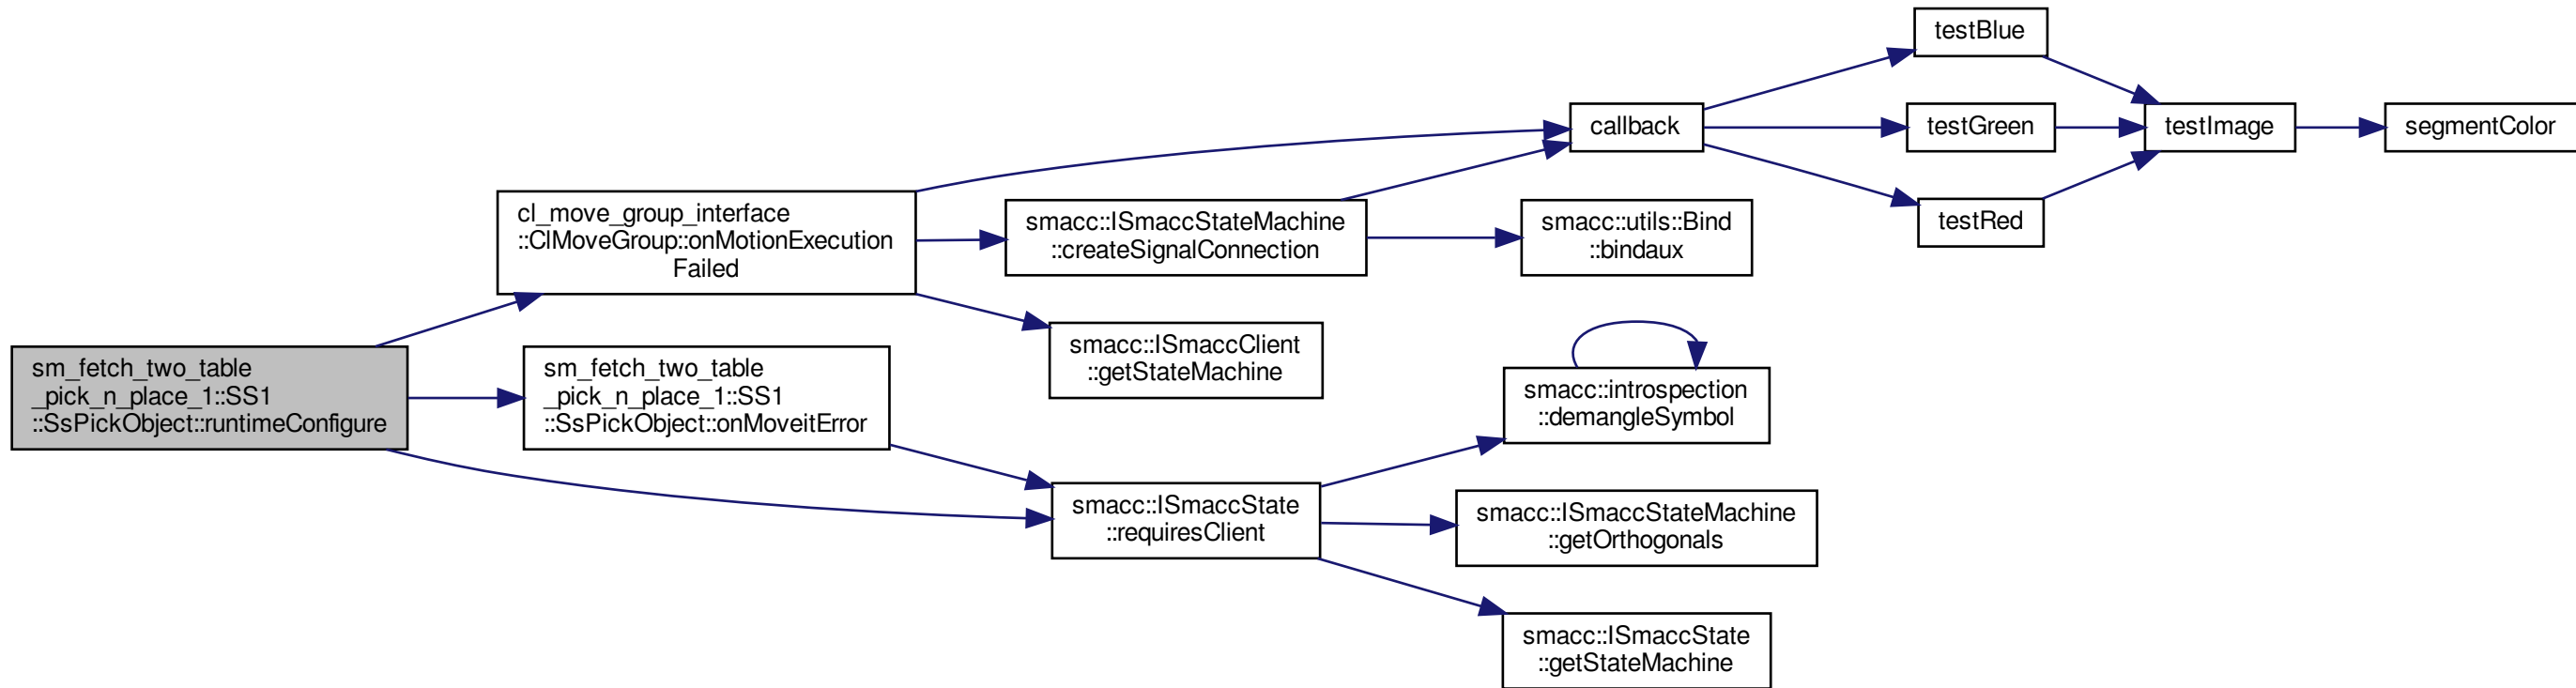 sm_fetch_two_table
_pick_n_place_1::SS1
::SsPickObject::runtimeConfigure
cl_move_group_interface
::ClMoveGroup::onMotionExecution
Failed
sm_fetch_two_table
_pick_n_place_1::SS1
::SsPickObject::onMoveitError
smacc::ISmaccStateMachine
::createSignalConnection
smacc::ISmaccClient
::getStateMachine
smacc::ISmaccState
::requiresClient
callback
smacc::utils::Bind
::bindaux
smacc::introspection
::demangleSymbol
smacc::ISmaccStateMachine
::getOrthogonals
smacc::ISmaccState
::getStateMachine
testBlue
testGreen
testRed
testImage
segmentColor